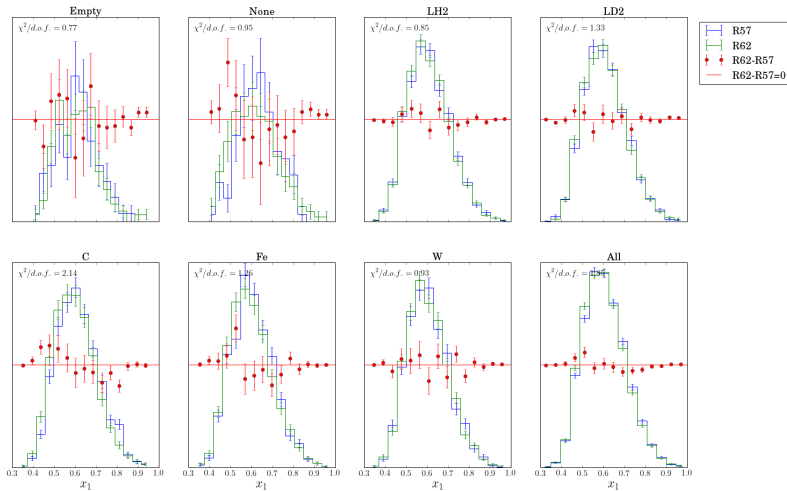 Empty
None
LH2
LD2
χ²/d.o.f. = 0.77
χ²/d.o.f. = 0.95
χ²/d.o.f. = 0.85
χ²/d.o.f. = 1.33
R57
R62
R62-R57
R62-R57=0
C
Fe
W
All
χ²/d.o.f. = 2.14
χ²/d.o.f. = 1.26
χ²/d.o.f. = 0.93
χ²/d.o.f. =
0.3 0.4 0.5 0.6 0.7 0.8 0.9 1.0
0.3 0.4 0.5 0.6 0.7 0.8 0.9 1.0
0.3 0.4 0.5 0.6 0.7 0.8 0.9 1.0
0.3 0.4 0.5 0.6 0.7 0.8 0.9 1.0
x₁
x₁
x₁
x₁